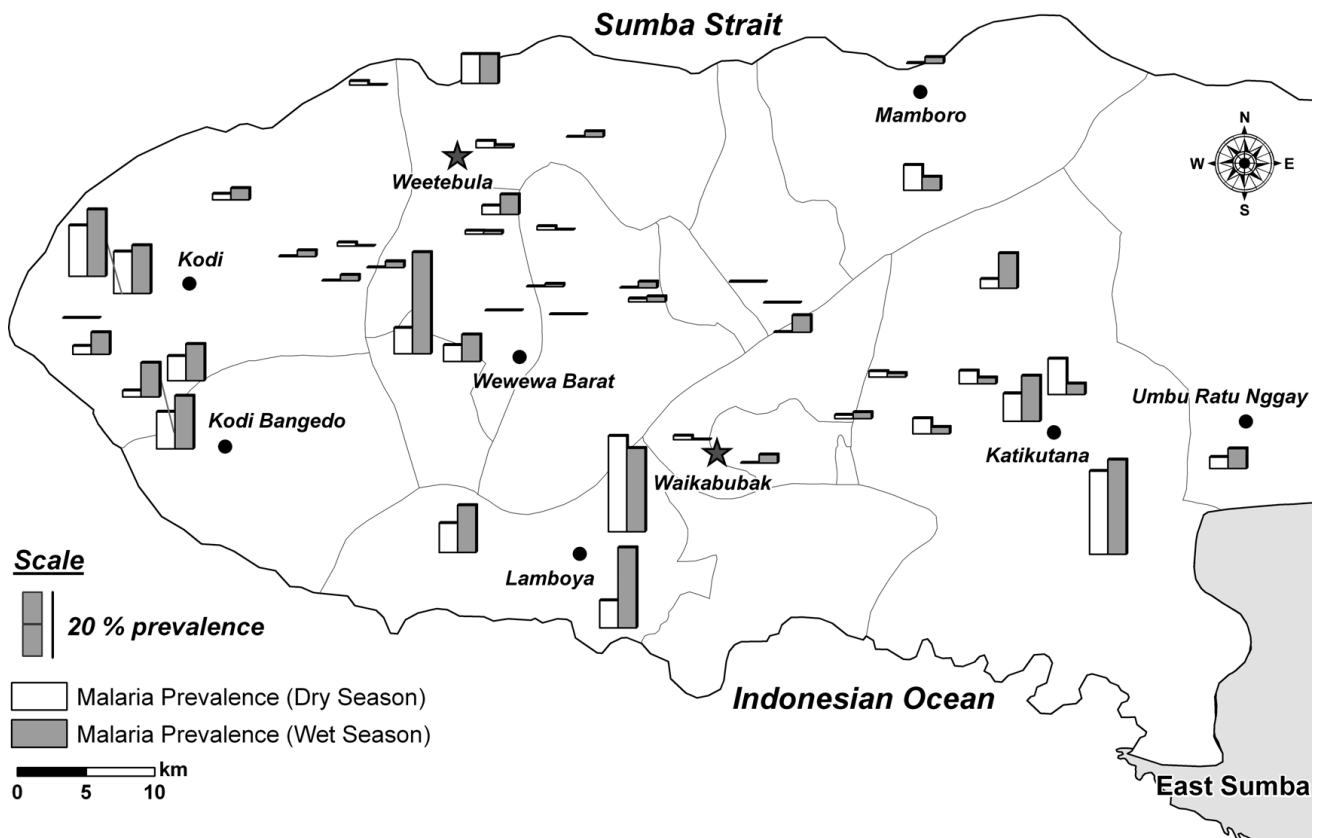 Sumba Strait
Mamboro
N
W E
S
Weetebula
Kodi
Wewewa Barat
Umbu Ratu Nggay
Kodi Bangedo
Katikutana
Waikabubak
Scale
Lamboya
20 % prevalence
Malaria Prevalence (Dry Season)
Indonesian Ocean
Malaria Prevalence (Wet Season)
km
0 5 10
East Sumba